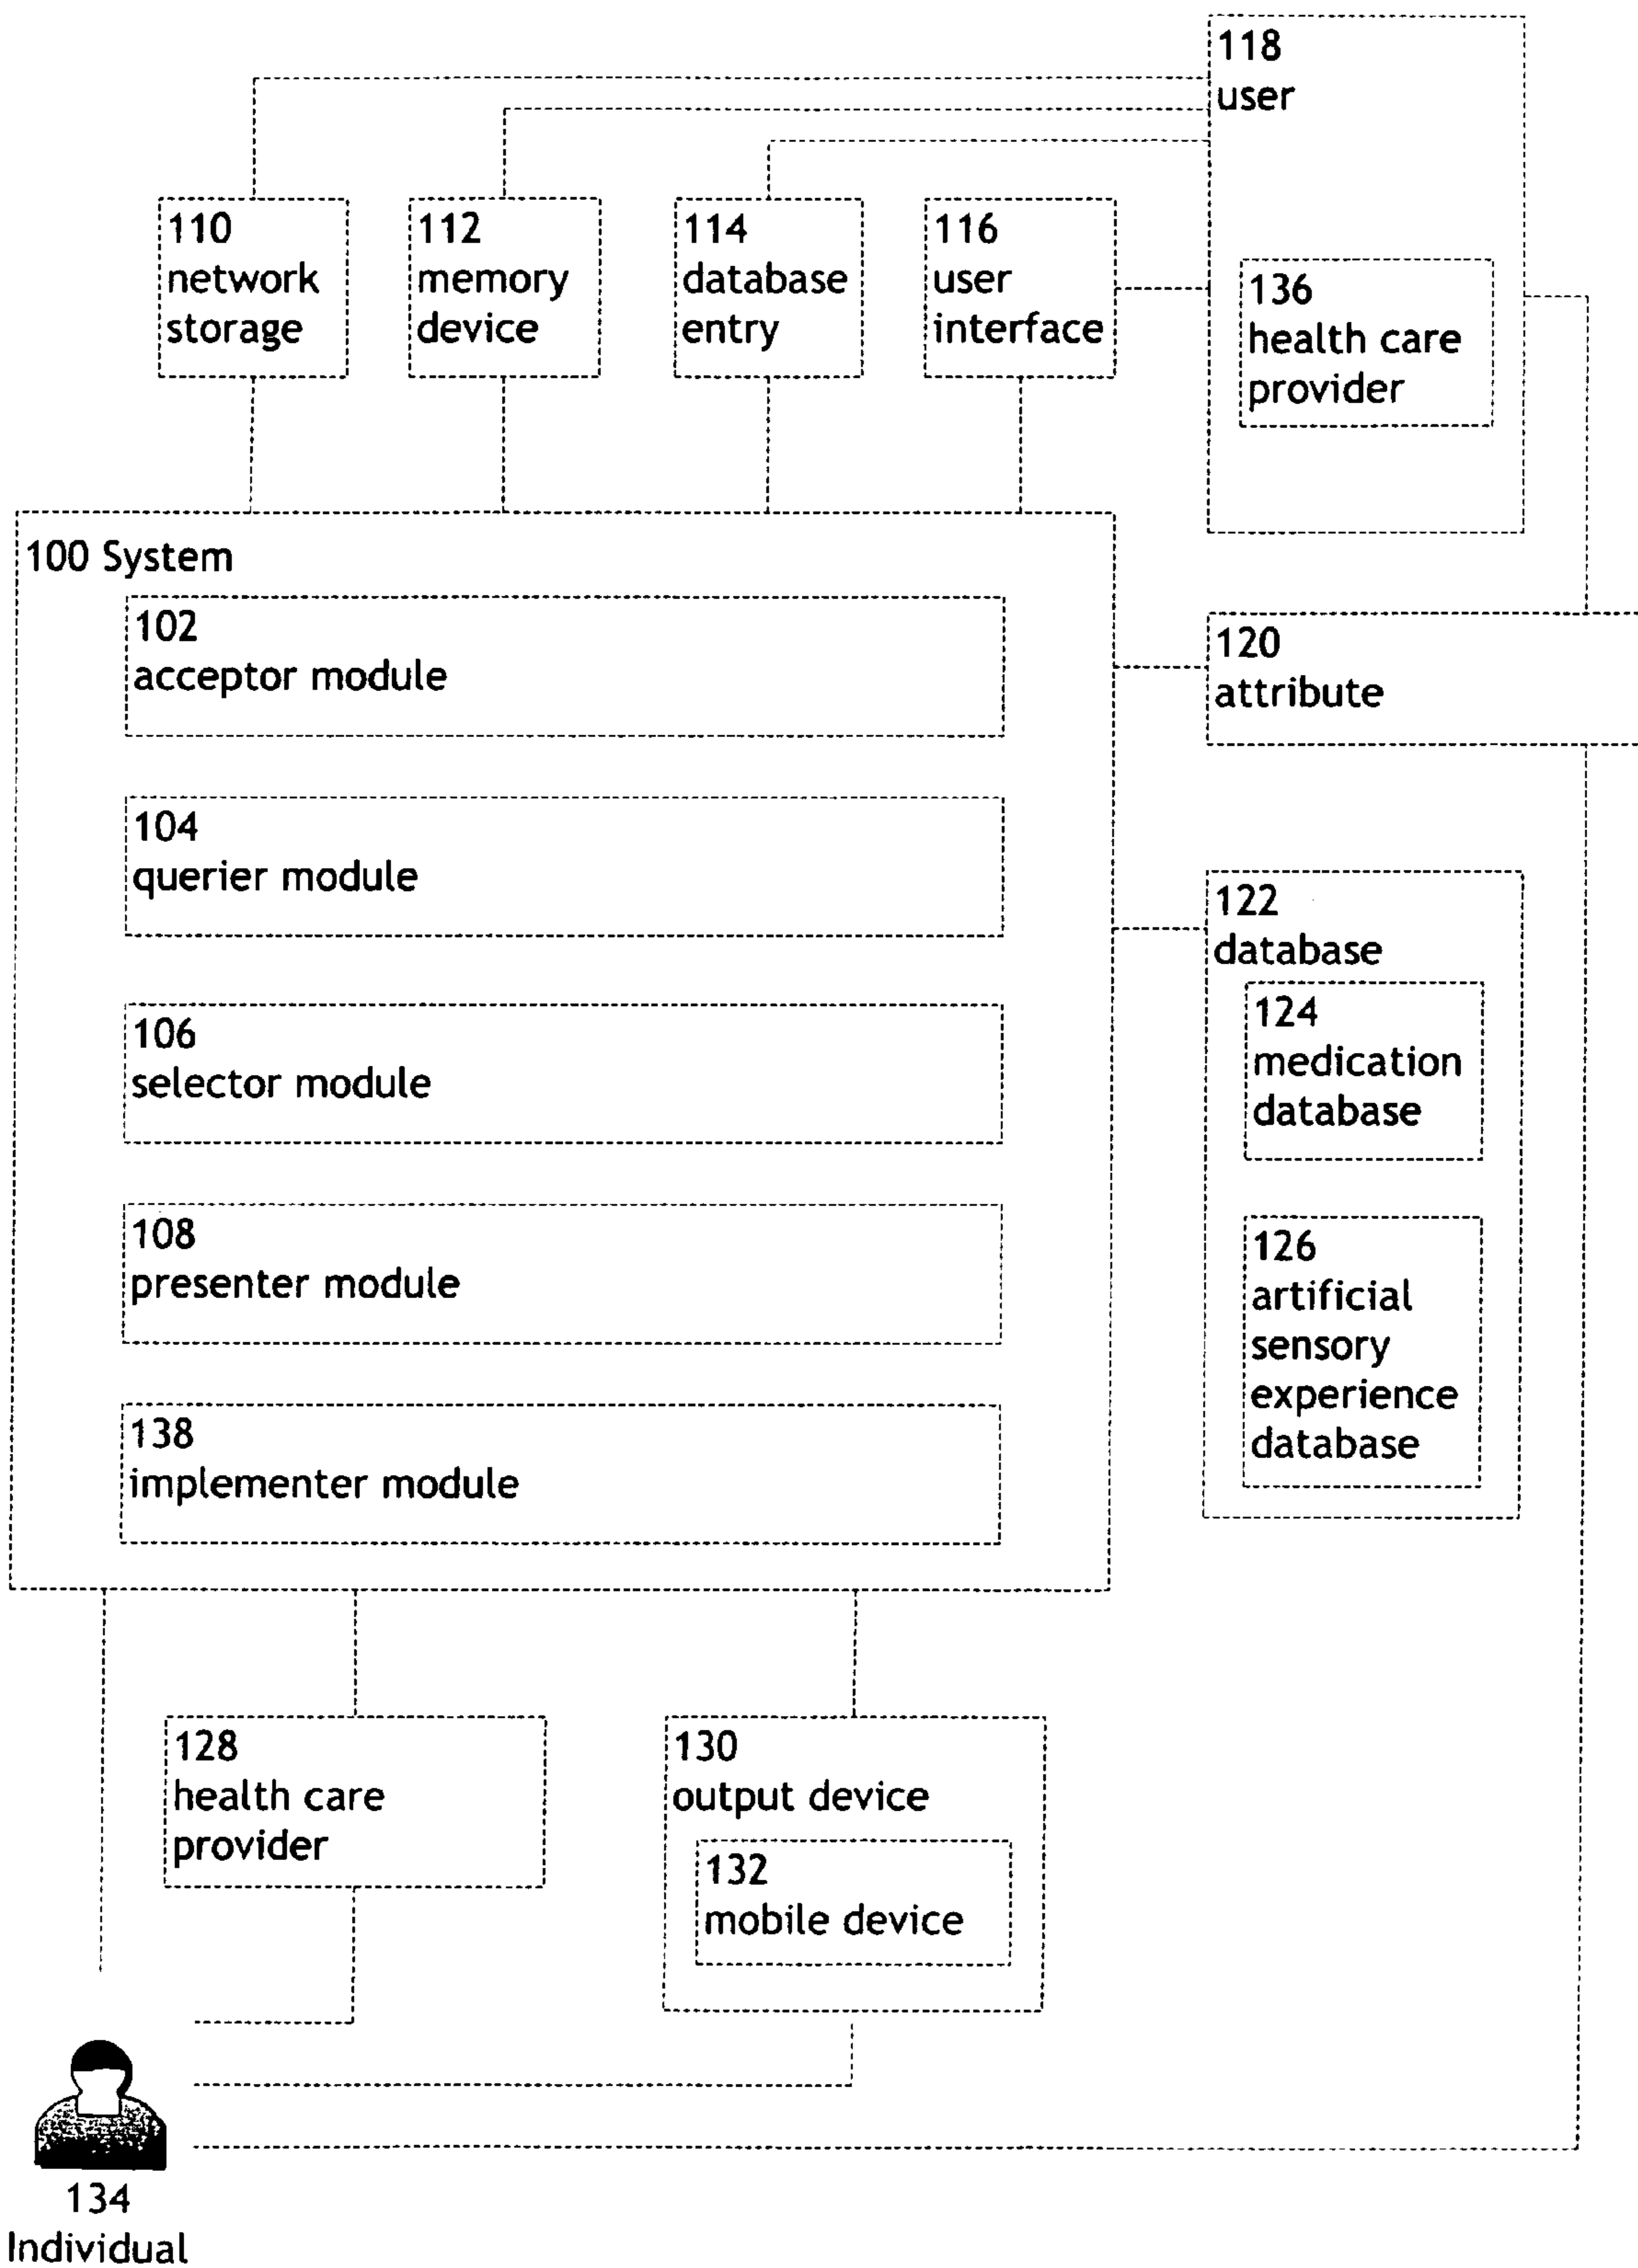 118
user
110
network
storage
112
memory
device
114
database
entry
116
user
interface
136
health care
provider
100 System
102
acceptor module
120
attribute
104
querier module
122
database
124
medication
database
106
selector module
108
presenter module
126
artificial
sensory
experience
database
138
implementer module
128
health care
provider
130
output device
132
mobile device
134
Individual